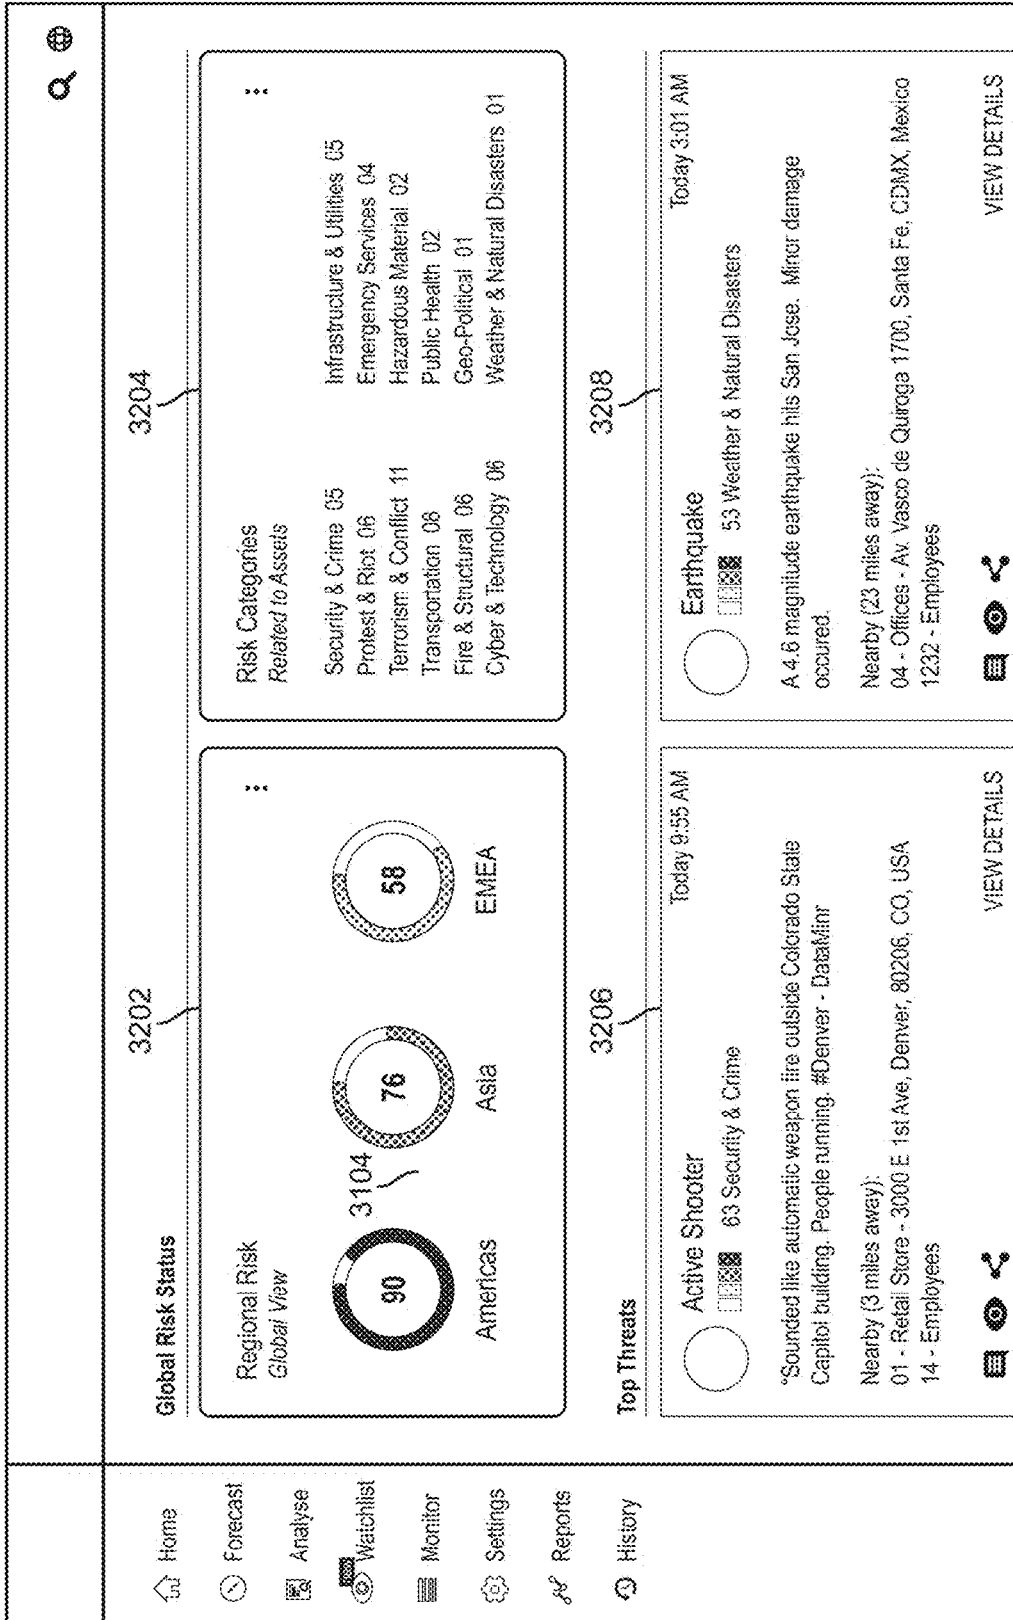 Home
Forecast
Analyse
Watchlist
Monitor
Settings
Reports
History
Global Risk Status
3202
Regional Risk
Global View
90
Americas
3104
76
Asia
58
EMEA
3204
Risk Categories
Related to Assets
Security & Crime 05
Protest & Riot 06
Terrorism & Conflict 11
Transportation 08
Fire & Structural 06
Cyber & Technology 06
Infrastructure & Utilities 05
Emergency Services 04
Hazardous Material 02
Public Health 02
Geo-Political 01
Weather & Natural Disasters 01
Top Threats
3206
Active Shooter
Today 9:55 AM
63 Security & Crime
"Sounded like automatic weapon fire outside Colorado State
Capitol building. People running. #Denver - DataMinr
Nearby (3 miles away):
01 - Retail Store - 3000 E 1st Ave, Denver, 80206, CO, USA
14 - Employees
VIEW DETAILS
3208
Earthquake
Today 3:01 AM
53 Weather & Natural Disasters
A 4.6 magnitude earthquake hits San Jose. Minor damage
occured.
Nearby (23 miles away):
04 - Offices - Av. Vasco de Quiroga 1700, Santa Fe, CDMX, Mexico
1232 - Employees
VIEW DETAILS